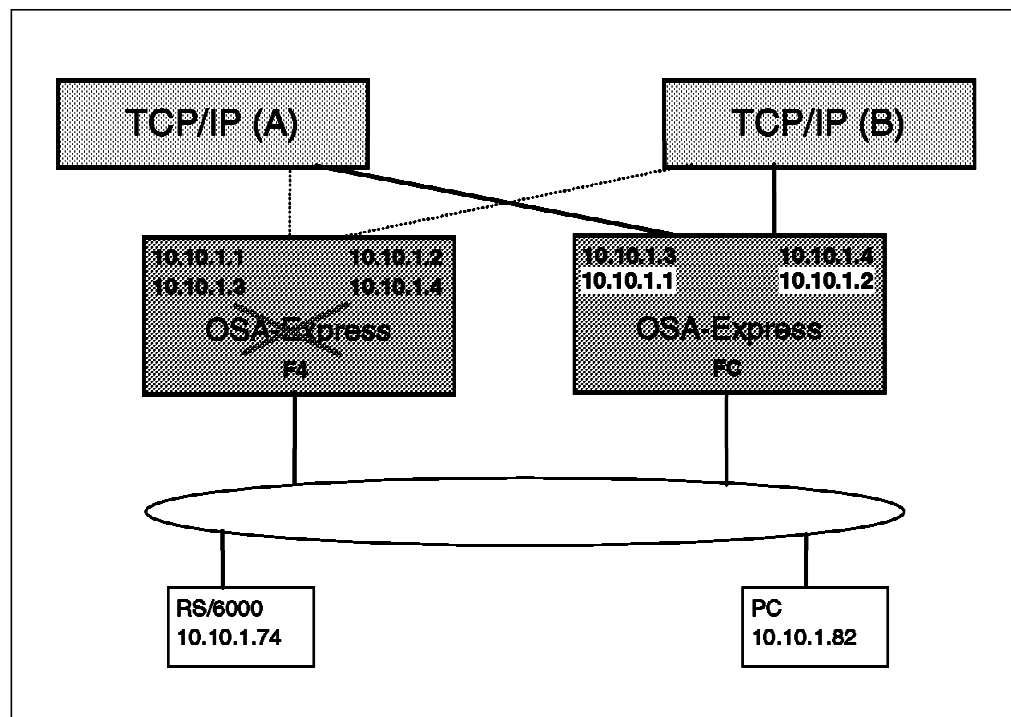 TCP/IP (A)
TCP/IP (B)
10.10.1.1 10.10.1.2
10.10.1.3 10.10.1.4
OSA-Express
F4
10.10.1.3 10.10.1.4
10.10.1.1 10.10.1.2
OSA-Express
FC
RS/6000
10.10.1.74
PC
10.10.1.82